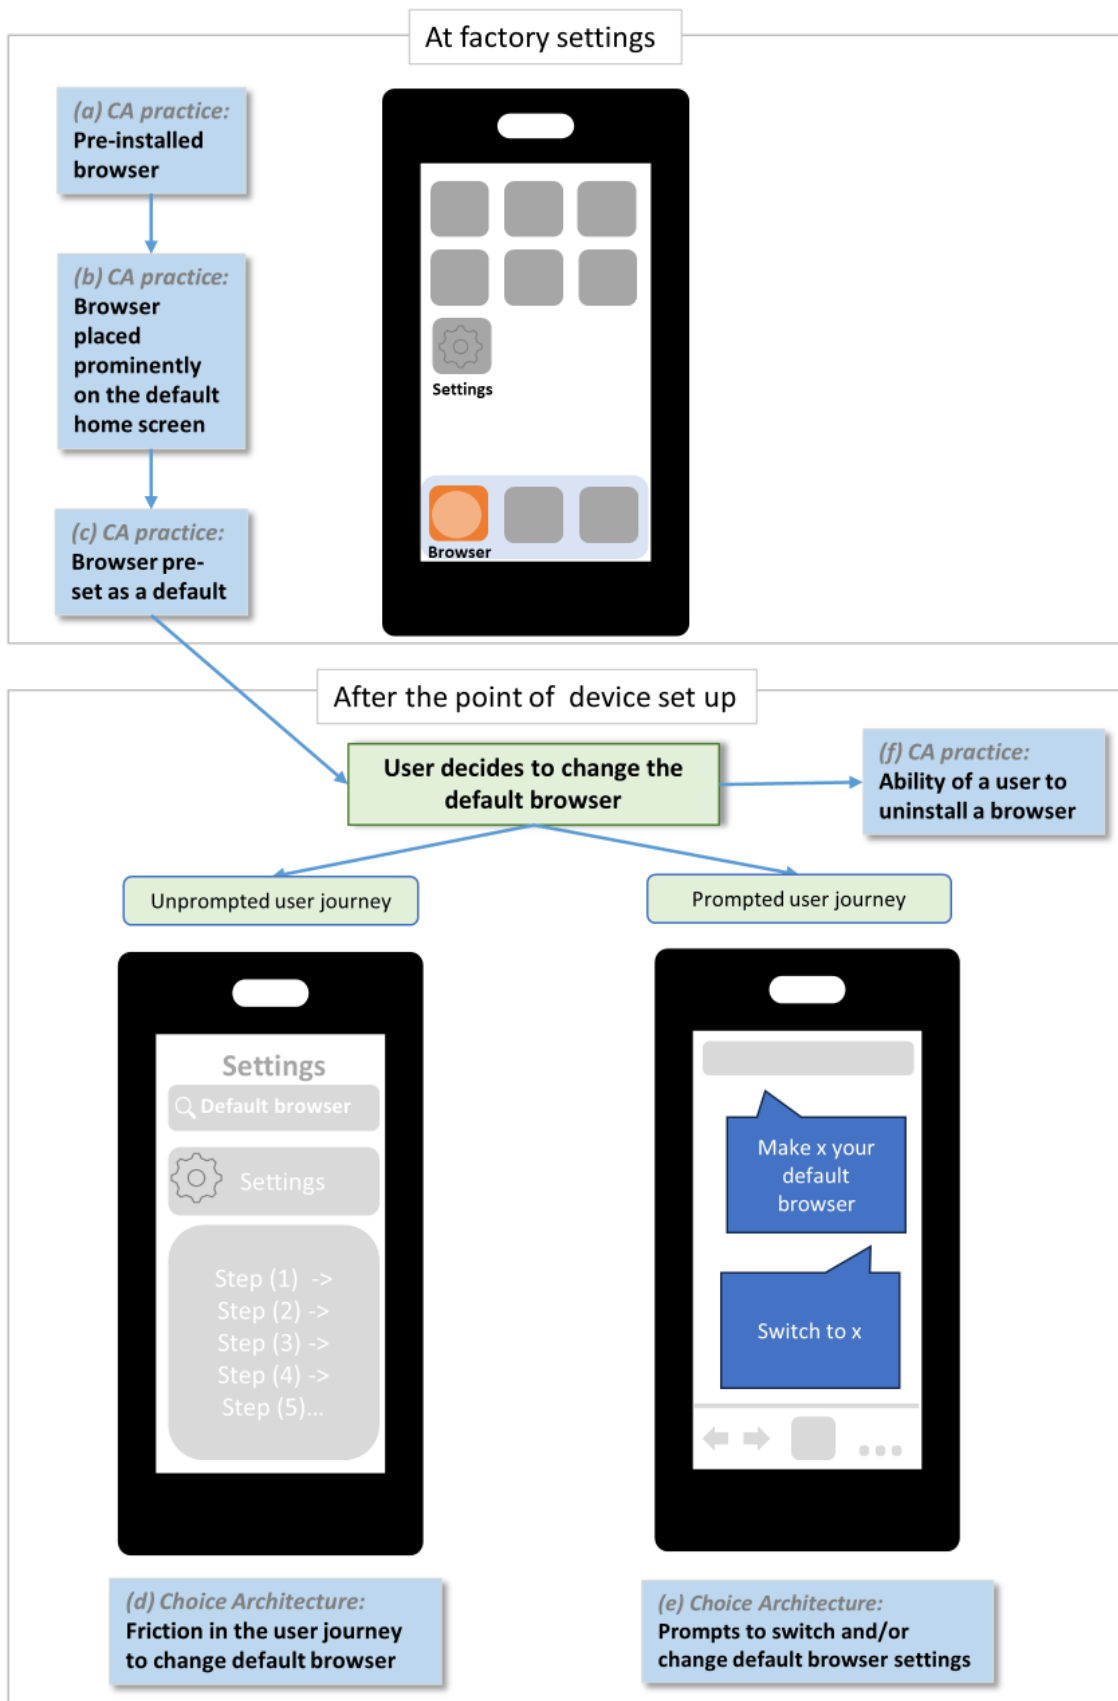 At factory settings
(a) CA practice:
Pre-installed
browser
(b) CA practice:
Browser
placed
prominently
on the default
home screen
(c) CA practice:
Browser pre-
set as a default
Settings
Browser
After the point of device set up
User decides to change the
default browser
(f) CA practice:
Ability of a user to
uninstall a browser
Unprompted user journey
Prompted user journey
Settings
Default browser
Settings
Step (1) ->
Step (2) ->
Step (3) ->
Step (4) ->
Step (5)...
Make x your
default
browser
Switch to x
(d) Choice Architecture:
Friction in the user journey
to change default browser
(e) Choice Architecture:
Prompts to switch and/or
change default browser settings